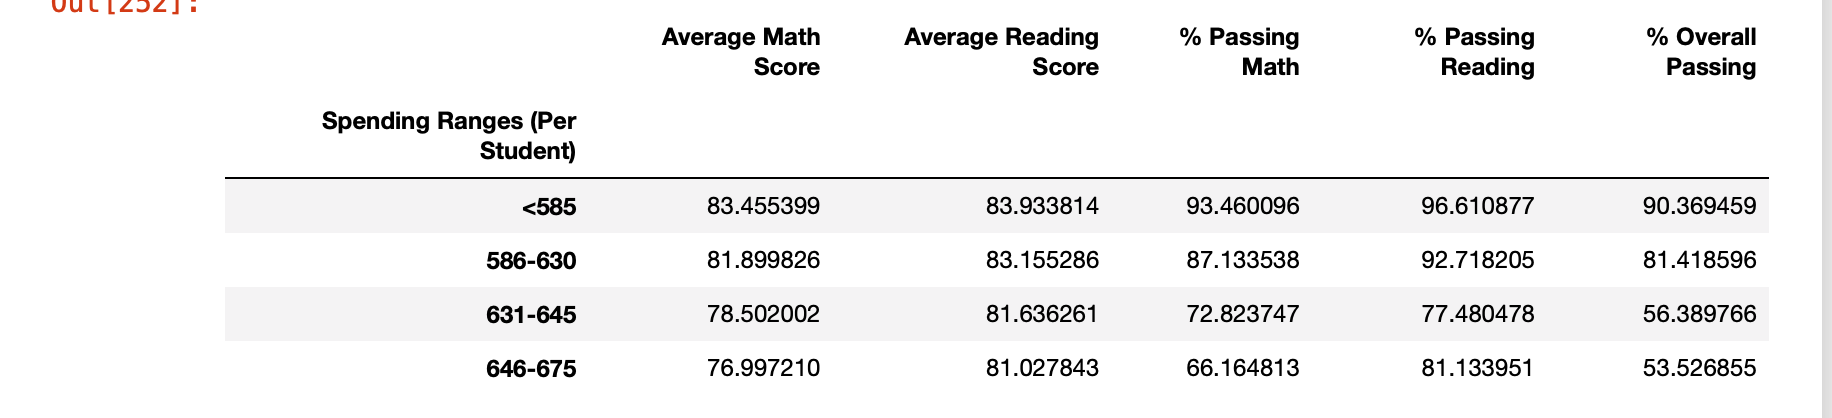 Out[252]:
Average Math Score Average Reading Score % Passing Math % Passing Reading % Overall Passing
Spending Ranges (Per Student)
<585 83.455399 83.933814 93.460096 96.610877 90.369459
586-630 81.899826 83.155286 87.133538 92.718205 81.418596
631-645 78.502002 81.636261 72.823747 77.480478 56.389766
646-675 76.997210 81.027843 66.164813 81.133951 53.526855